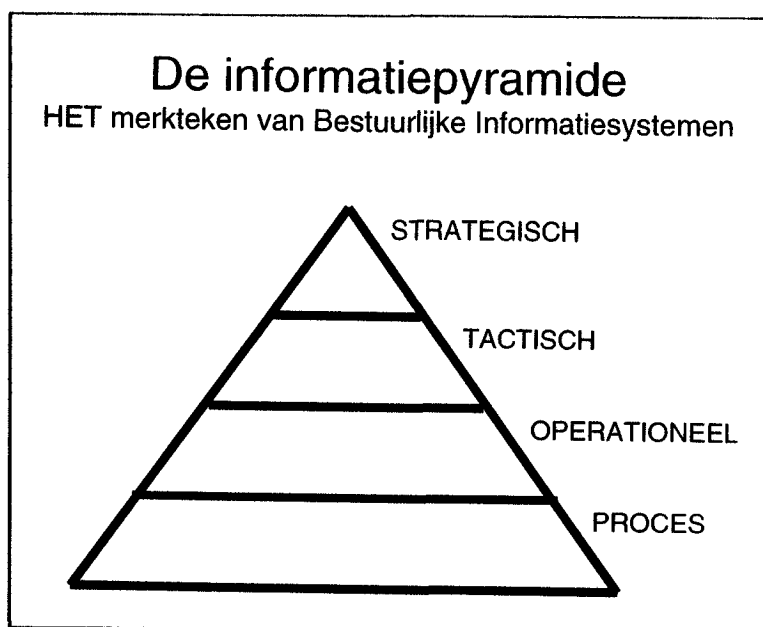 De informatiepyramide
HET merkteken van Bestuurlijke Informatiesystemen
STRATEGISCH
TACTISCH
OPERATIONEEL
PROCES